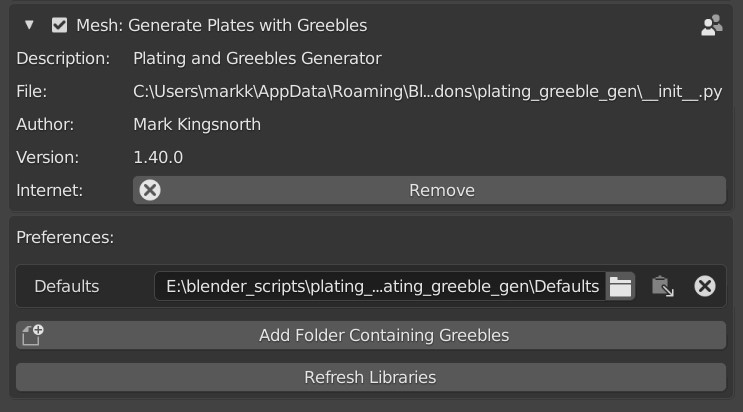 Mesh: Generate Plates with Greebles
Description: Plating and Greebles Generator
File: C:\Users\markk\AppData\Roaming\Bl...dons\plating_greeble_gen\__init__.py
Author: Mark Kingsnorth
Version: 1.40.0
Internet: Remove
Preferences:
Defaults E:\blender_scripts\plating_...ating_greeble_gen\Defaults
Add Folder Containing Greebles
Refresh Libraries